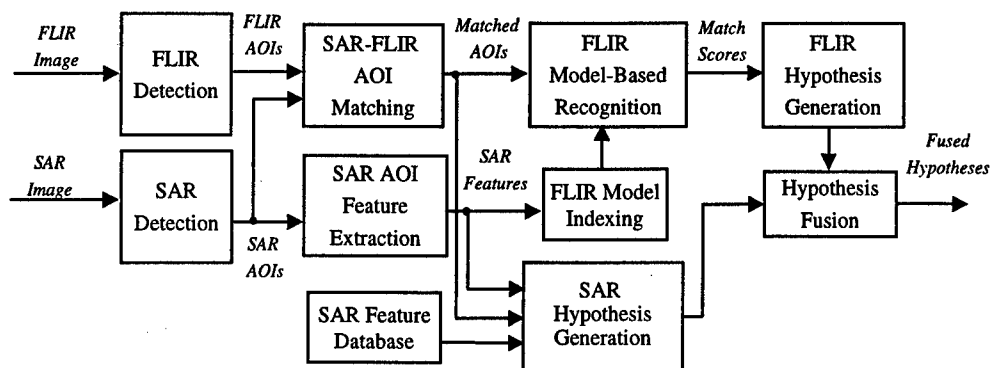 FLIR
Image
FLIR
Detection
FLIR
AOIs
SAR-FLIR
AOI
Matching
Matched
AOIs
FLIR
Model-Based
Recognition
Match
Scores
FLIR
Hypothesis
Generation
SAR
Image
SAR
Detection
SAR
AOIs
SAR AOI
Feature
Extraction
SAR
Features
FLIR Model
Indexing
Hypothesis
Fusion
Fused
Hypotheses
SAR Feature
Database
SAR
Hypothesis
Generation